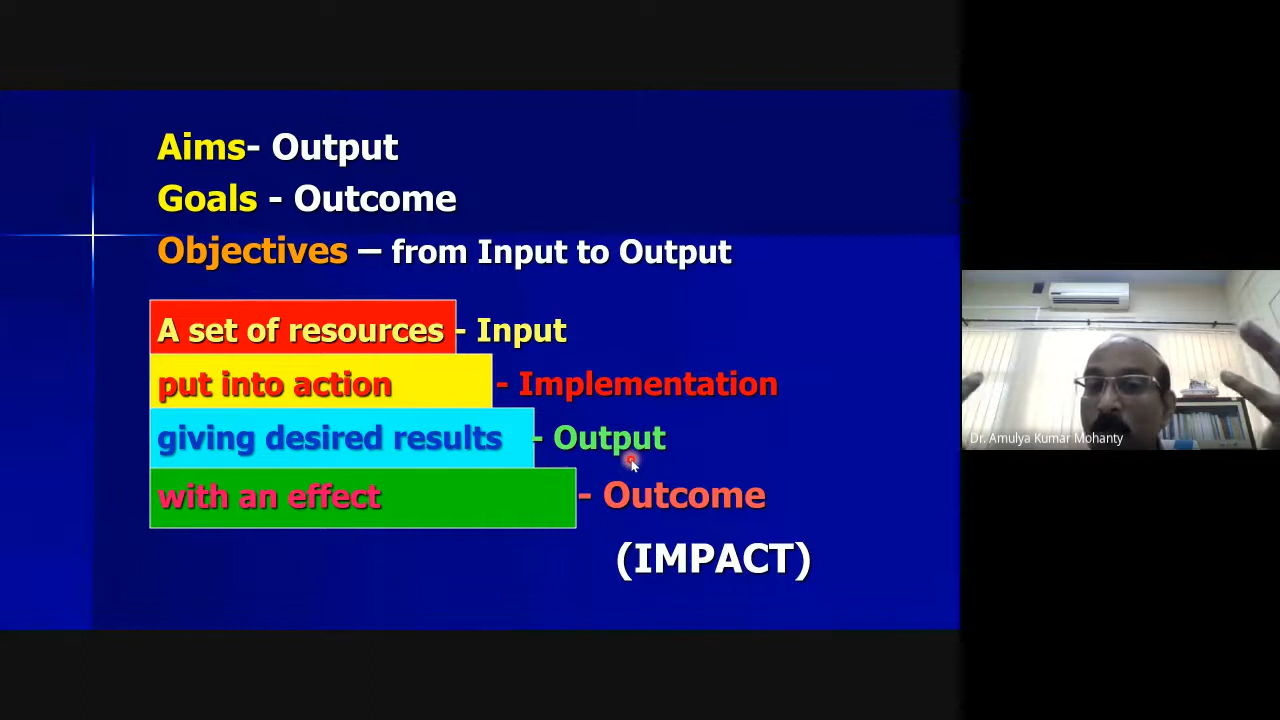 Aims- Output
Goals - Outcome
Objectives – from Input to Output
A set of resources - Input
put into action - Implementation
giving desired results - Output
with an effect - Outcome
(IMPACT)
Dr. Amulya Kumar Mohanty